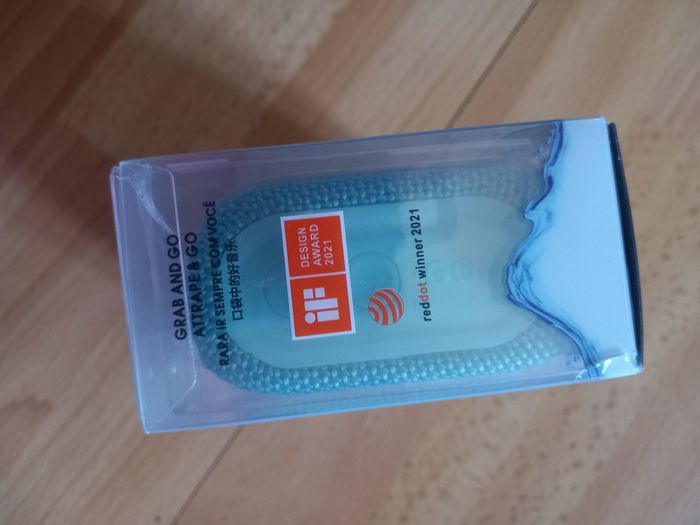 GRAB AND GO
ATTRAPE & GO
RARA IR SEMPRE COM VOCÊ
口袋中的好音乐
iF
DESIGN
AWARD
2021
reddot winner 2021